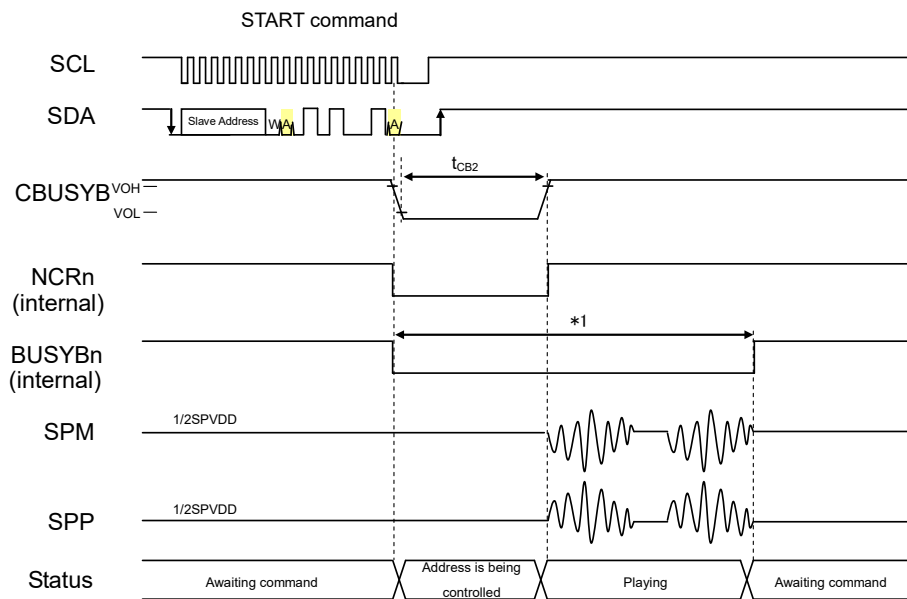 START command
SCL
SDA
Slave Address
W
A
A
tCB2
CBUSYB
VOH
VOL
NCRn
(internal)
*1
BUSYBn
(internal)
SPM
1/2SPVDD
SPP
1/2SPVDD
Status
Awaiting command
Address is being
controlled
Playing
Awaiting command